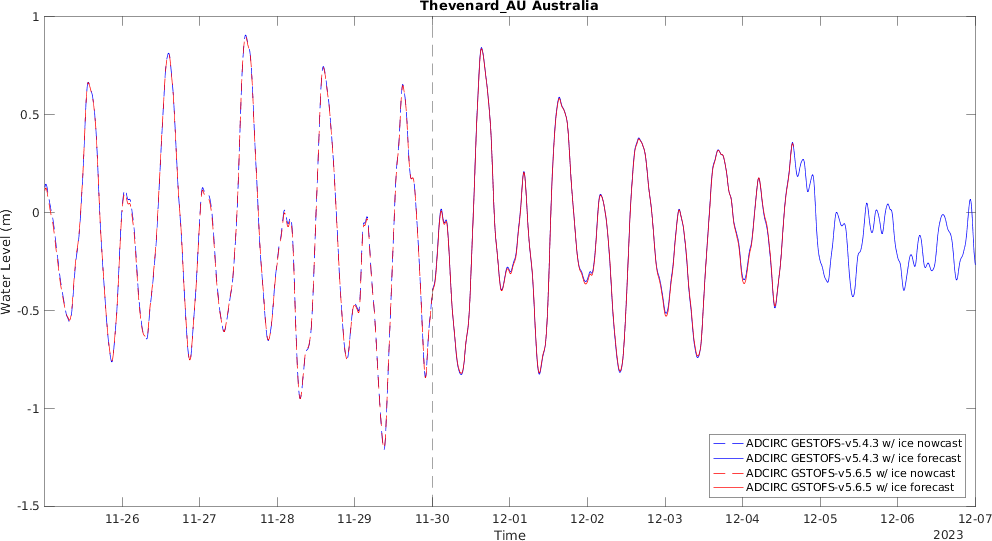 Thevenard_AU Australia
1
0.5
0
-0.5
-1
-1.5
Water Level (m)
11-26
11-27
11-28
11-29
11-30
12-01
12-02
12-03
12-04
12-05
12-06
12-07
Time
2023
ADCIRC GESTOFS-v5.4.3 w/ ice nowcast
ADCIRC GESTOFS-v5.4.3 w/ ice forecast
ADCIRC GSTOFS-v5.6.5 w/ ice nowcast
ADCIRC GSTOFS-v5.6.5 w/ ice forecast